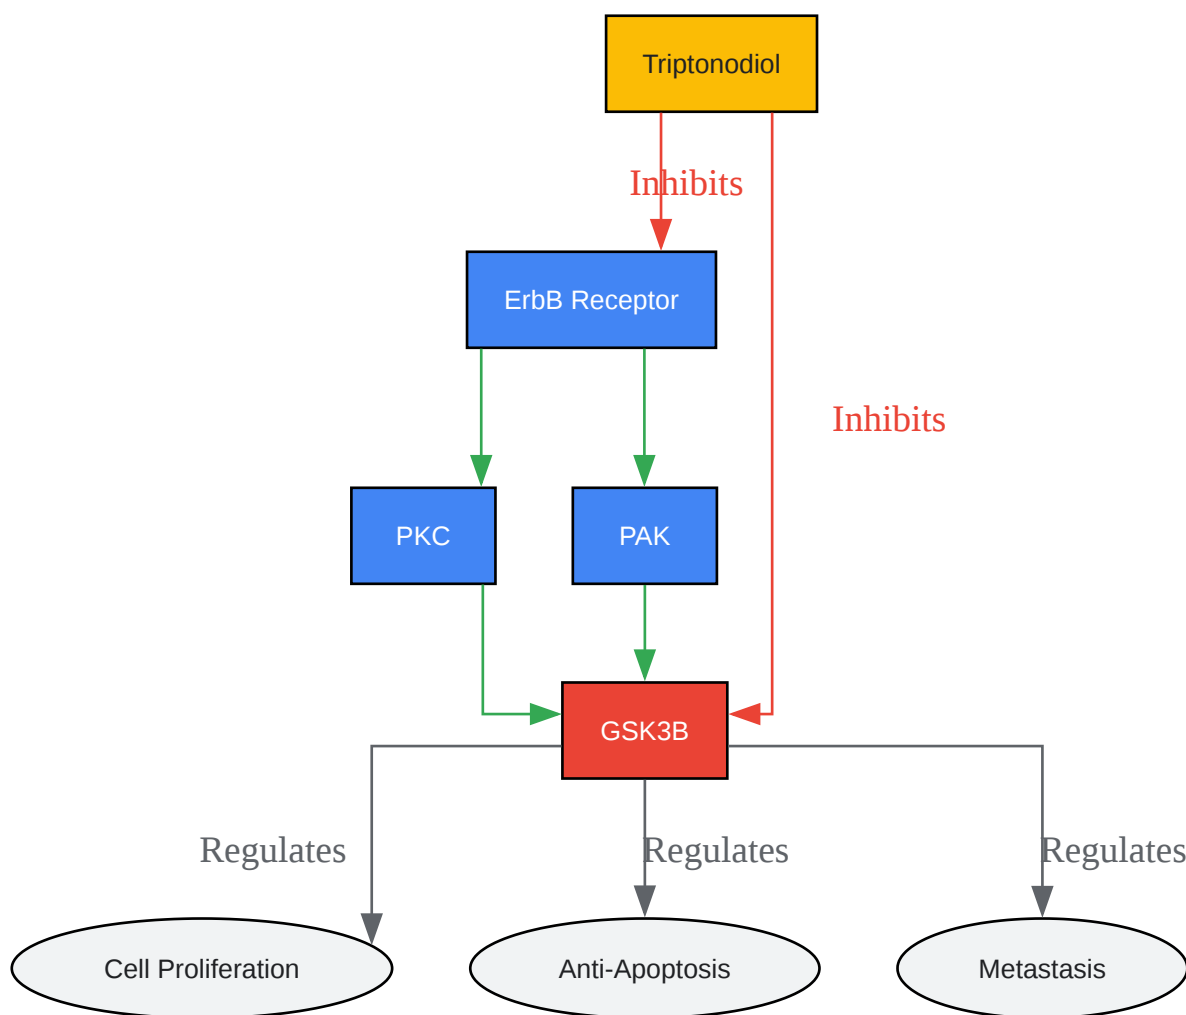 Triptonodiol
Inhibits
ErbB Receptor
Inhibits
PKC
PAK
GSK3B
Regulates
Regulates
Regulates
Cell Proliferation
Anti-Apoptosis
Metastasis